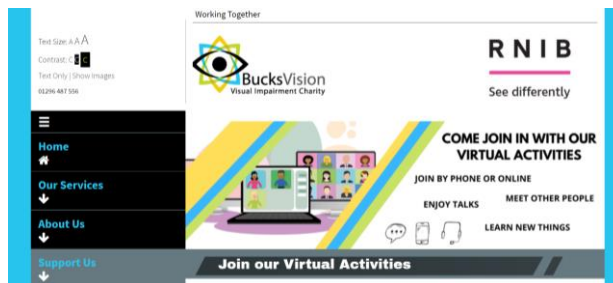 Working Together
Text Size: A A A
Contrast: C C C
Text Only | Show Images
01296 487 556
Home
Our Services
About Us
Support Us
BucksVision
Visual Impairment Charity
RNIB
See differently
COME JOIN IN WITH OUR
VIRTUAL ACTIVITIES
JOIN BY PHONE OR ONLINE
ENJOY TALKS
MEET OTHER PEOPLE
LEARN NEW THINGS
Join our Virtual Activities